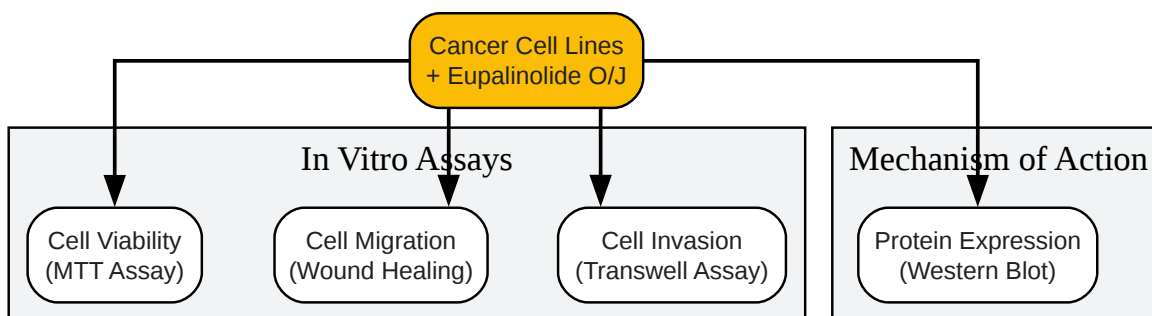 Cancer Cell Lines
+ Eupalinolide O/J
In Vitro Assays
Mechanism of Action
Cell Viability
(MTT Assay)
Cell Migration
(Wound Healing)
Cell Invasion
(Transwell Assay)
Protein Expression
(Western Blot)